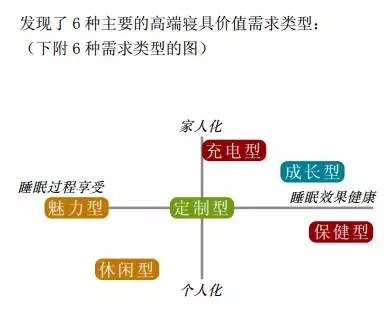 发现了 6 种主要的高端寝具价值需求类型：
（下附 6 种需求类型的图）
家人化
充电型
成长型
睡眠过程享受
睡眠效果健康
魅力型
定制型
保健型
休闲型
个人化